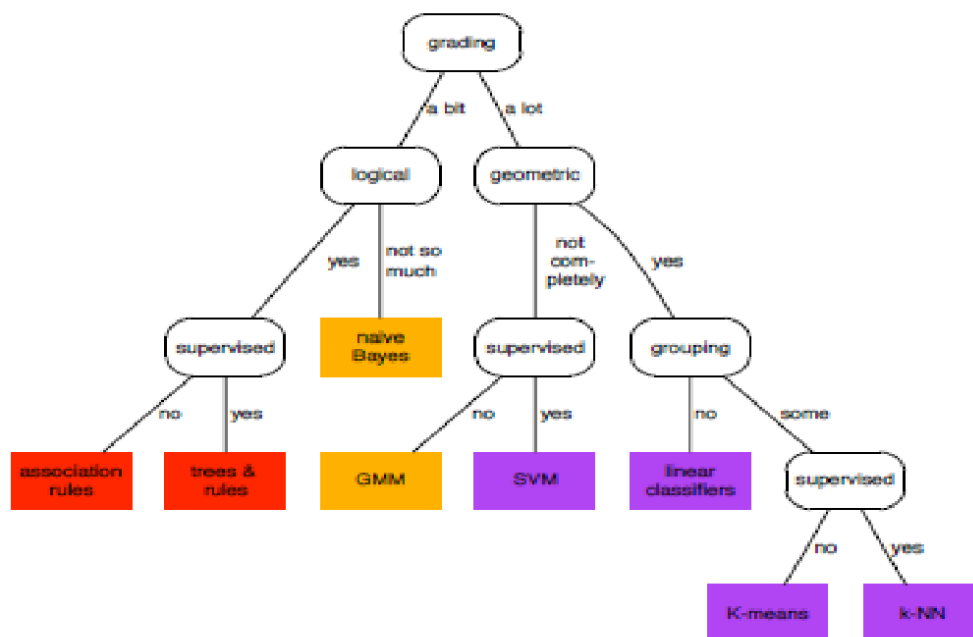 grading
a bit
a lot
logical
geometric
yes
not so
much
not
com-
pletely
yes
supervised
naive
Bayes
supervised
grouping
no
yes
no
yes
no
some
association
rules
trees &
rules
GMM
SVM
linear
classifiers
supervised
no
yes
K-means
k-NN